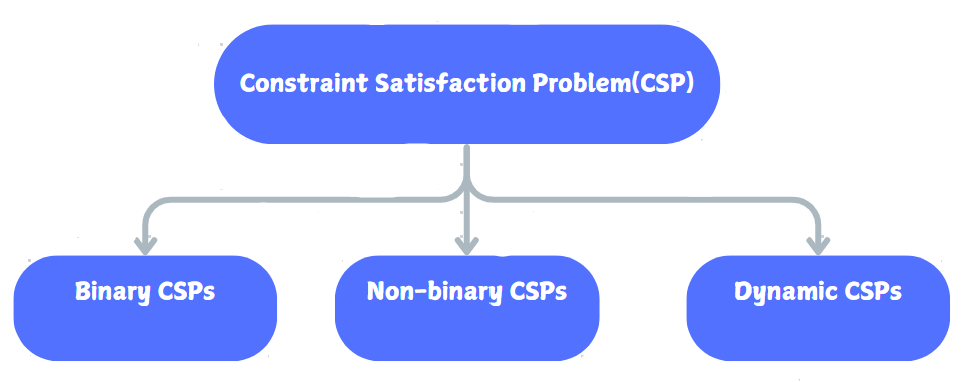 Constraint Satisfaction Problem(CSP)
Binary CSPs
Non-binary CSPs
Dynamic CSPs